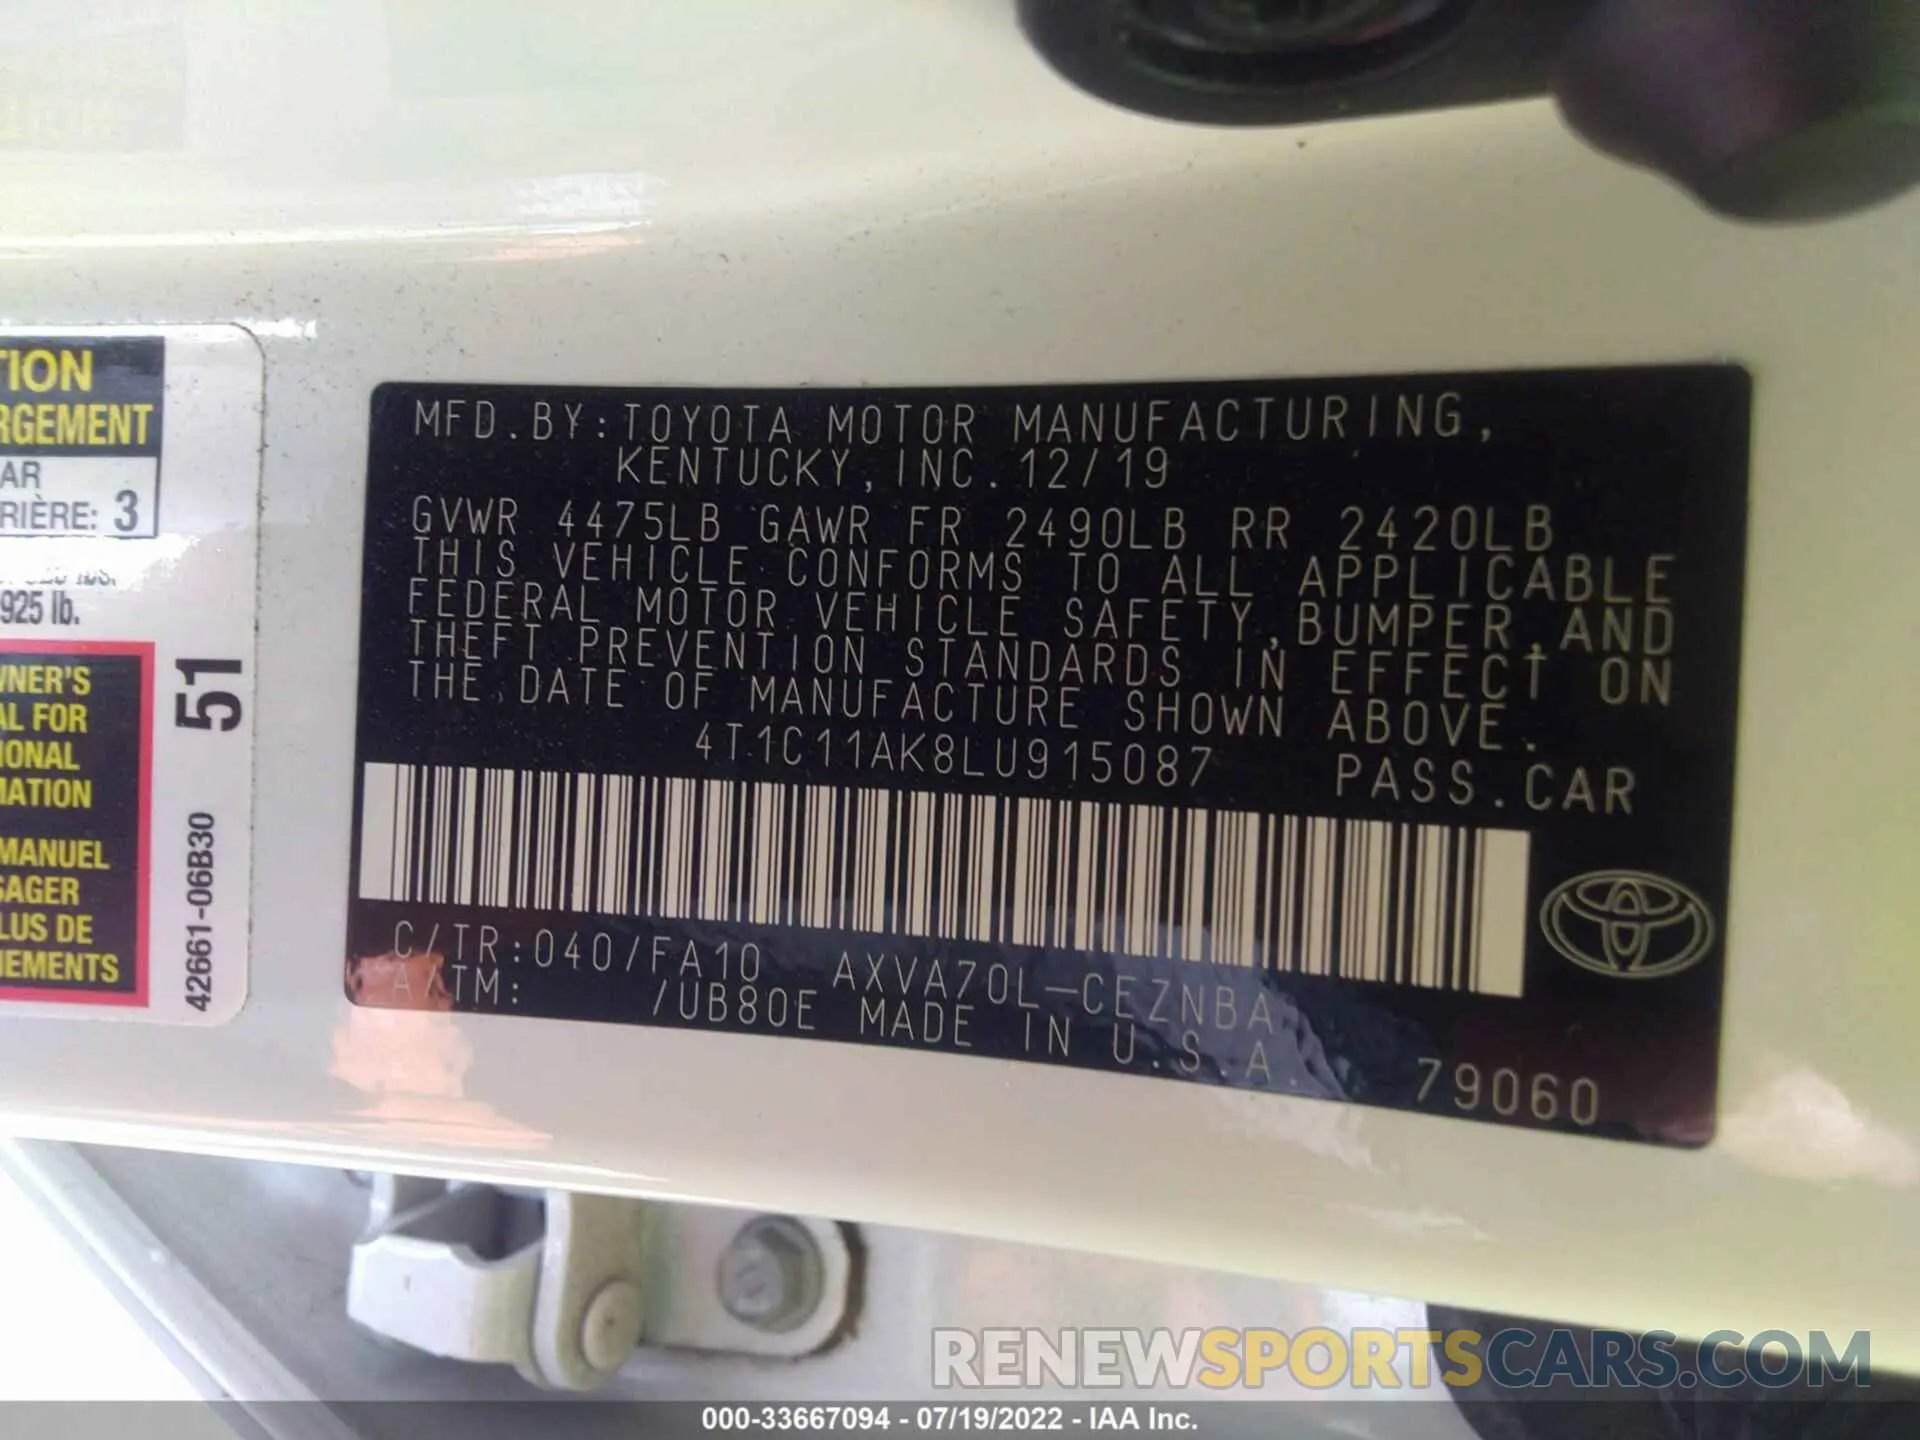 TION
RGEMENT
AR
RIÈRE: 3
925 lb.
WNER'S
AL FOR
IONAL
MATION
MANUEL
SAGER
LUS DE
NEMENTS
51
42661-06B30
MFD.BY:TOYOTA MOTOR MANUFACTURING,
KENTUCKY,INC.12/19
GVWR 4475LB GAWR FR 2490LB RR 2420LB
THIS VEHICLE CONFORMS TO ALL APPLICABLE
FEDERAL MOTOR VEHICLE SAFETY,BUMPER,AND
THEFT PREVENTION STANDARDS IN EFFECT ON
THE DATE OF MANUFACTURE SHOWN ABOVE.
4T1C11AK8LU915087 PASS.CAR
C/TR:040/FA10 AXVA70L-CEZNBA
A/TM: /UB80E MADE IN U.S.A.
79060
RENEWSPORTSCARS.COM
000-33667094 - 07/19/2022 - IAA Inc.